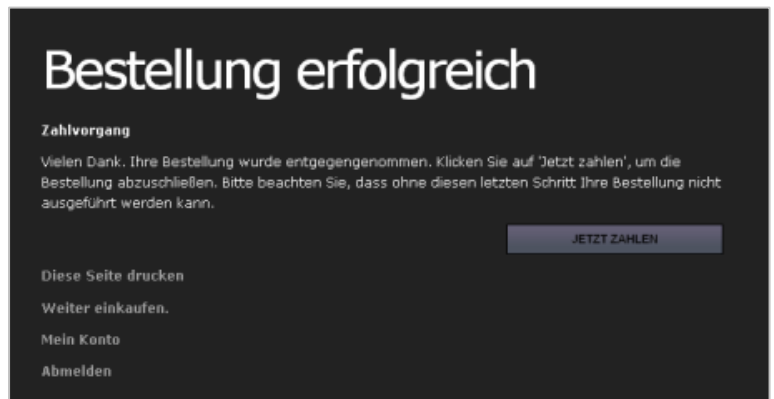 Bestellung erfolgreich
Zahlvorgang
Vielen Dank. Ihre Bestellung wurde entgegengenommen. Klicken Sie auf 'Jetzt zahlen', um die
Bestellung abzuschließen. Bitte beachten Sie, dass ohne diesen letzten Schritt Ihre Bestellung nicht
ausgeführt werden kann.
JETZT ZAHLEN
Diese Seite drucken
Weiter einkaufen.
Mein Konto
Abmelden